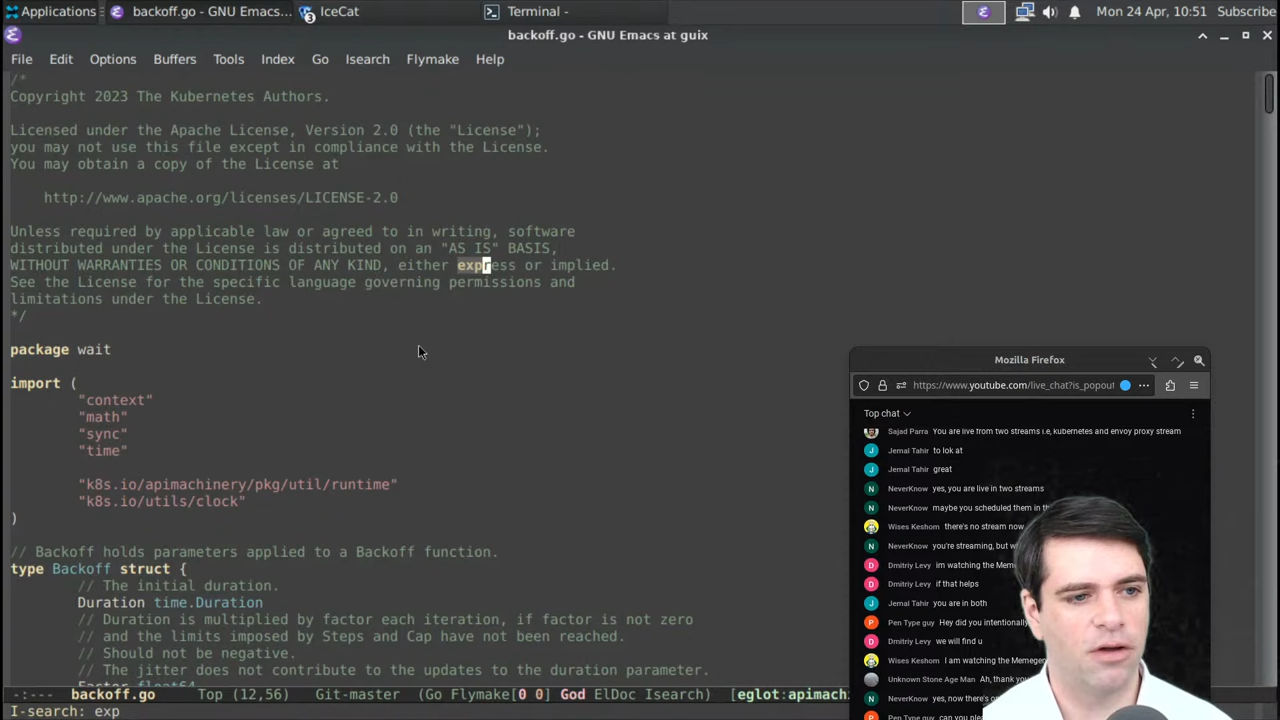 Applications
backoff.go - GNU Emacs...
3
IceCat
Terminal -
Mon 24 Apr, 10:51
Subscribe
backoff.go - GNU Emacs at guix
File Edit Options Buffers Tools Index Go Isearch Flymake Help
/*
Copyright 2023 The Kubernetes Authors.
Licensed under the Apache License, Version 2.0 (the "License");
you may not use this file except in compliance with the License.
You may obtain a copy of the License at
http://www.apache.org/licenses/LICENSE-2.0
Unless required by applicable law or agreed to in writing, software
distributed under the License is distributed on an "AS IS" BASIS,
WITHOUT WARRANTIES OR CONDITIONS OF ANY KIND, either express or implied.
See the License for the specific language governing permissions and
limitations under the License.
*/
package wait
import (
"context"
"math"
"sync"
"time"
"k8s.io/apimachinery/pkg/util/runtime"
"k8s.io/utils/clock"
)
// Backoff holds parameters applied to a Backoff function.
type Backoff struct {
// The initial duration.
Duration time.Duration
// Duration is multiplied by factor each iteration, if factor is not zero
// and the limits imposed by Steps and Cap have not been reached.
// Should not be negative.
// The jitter does not contribute to the updates to the duration parameter.
Factor float64
-:--- backoff.go Top (12,56) Git-master (Go Flymake[0 0] God ElDoc Isearch) [eglot:apimachi
I-search: exp
Mozilla Firefox
https://www.youtube.com/live_chat?is_popout
Top chat
Sajad Parra You are live from two streams i.e, kubernetes and envoy proxy stream
Jemal Tahir to lok at
Jemal Tahir great
NeverKnow yes, you are live in two streams
NeverKnow maybe you scheduled them in th
Wises Keshom there's no stream now
NeverKnow you're streaming, but w
Dmitriy Levy im watching the Mem
Dmitriy Levy if that helps
Jemal Tahir you are in both
Pen Type guy Hey did you intentionally
Dmitriy Levy we will find u
Wises Keshom I am watching the Memegen
Unknown Stone Age Man Ah, thank you
NeverKnow yes, now there's o
Pen Type guy can you ple